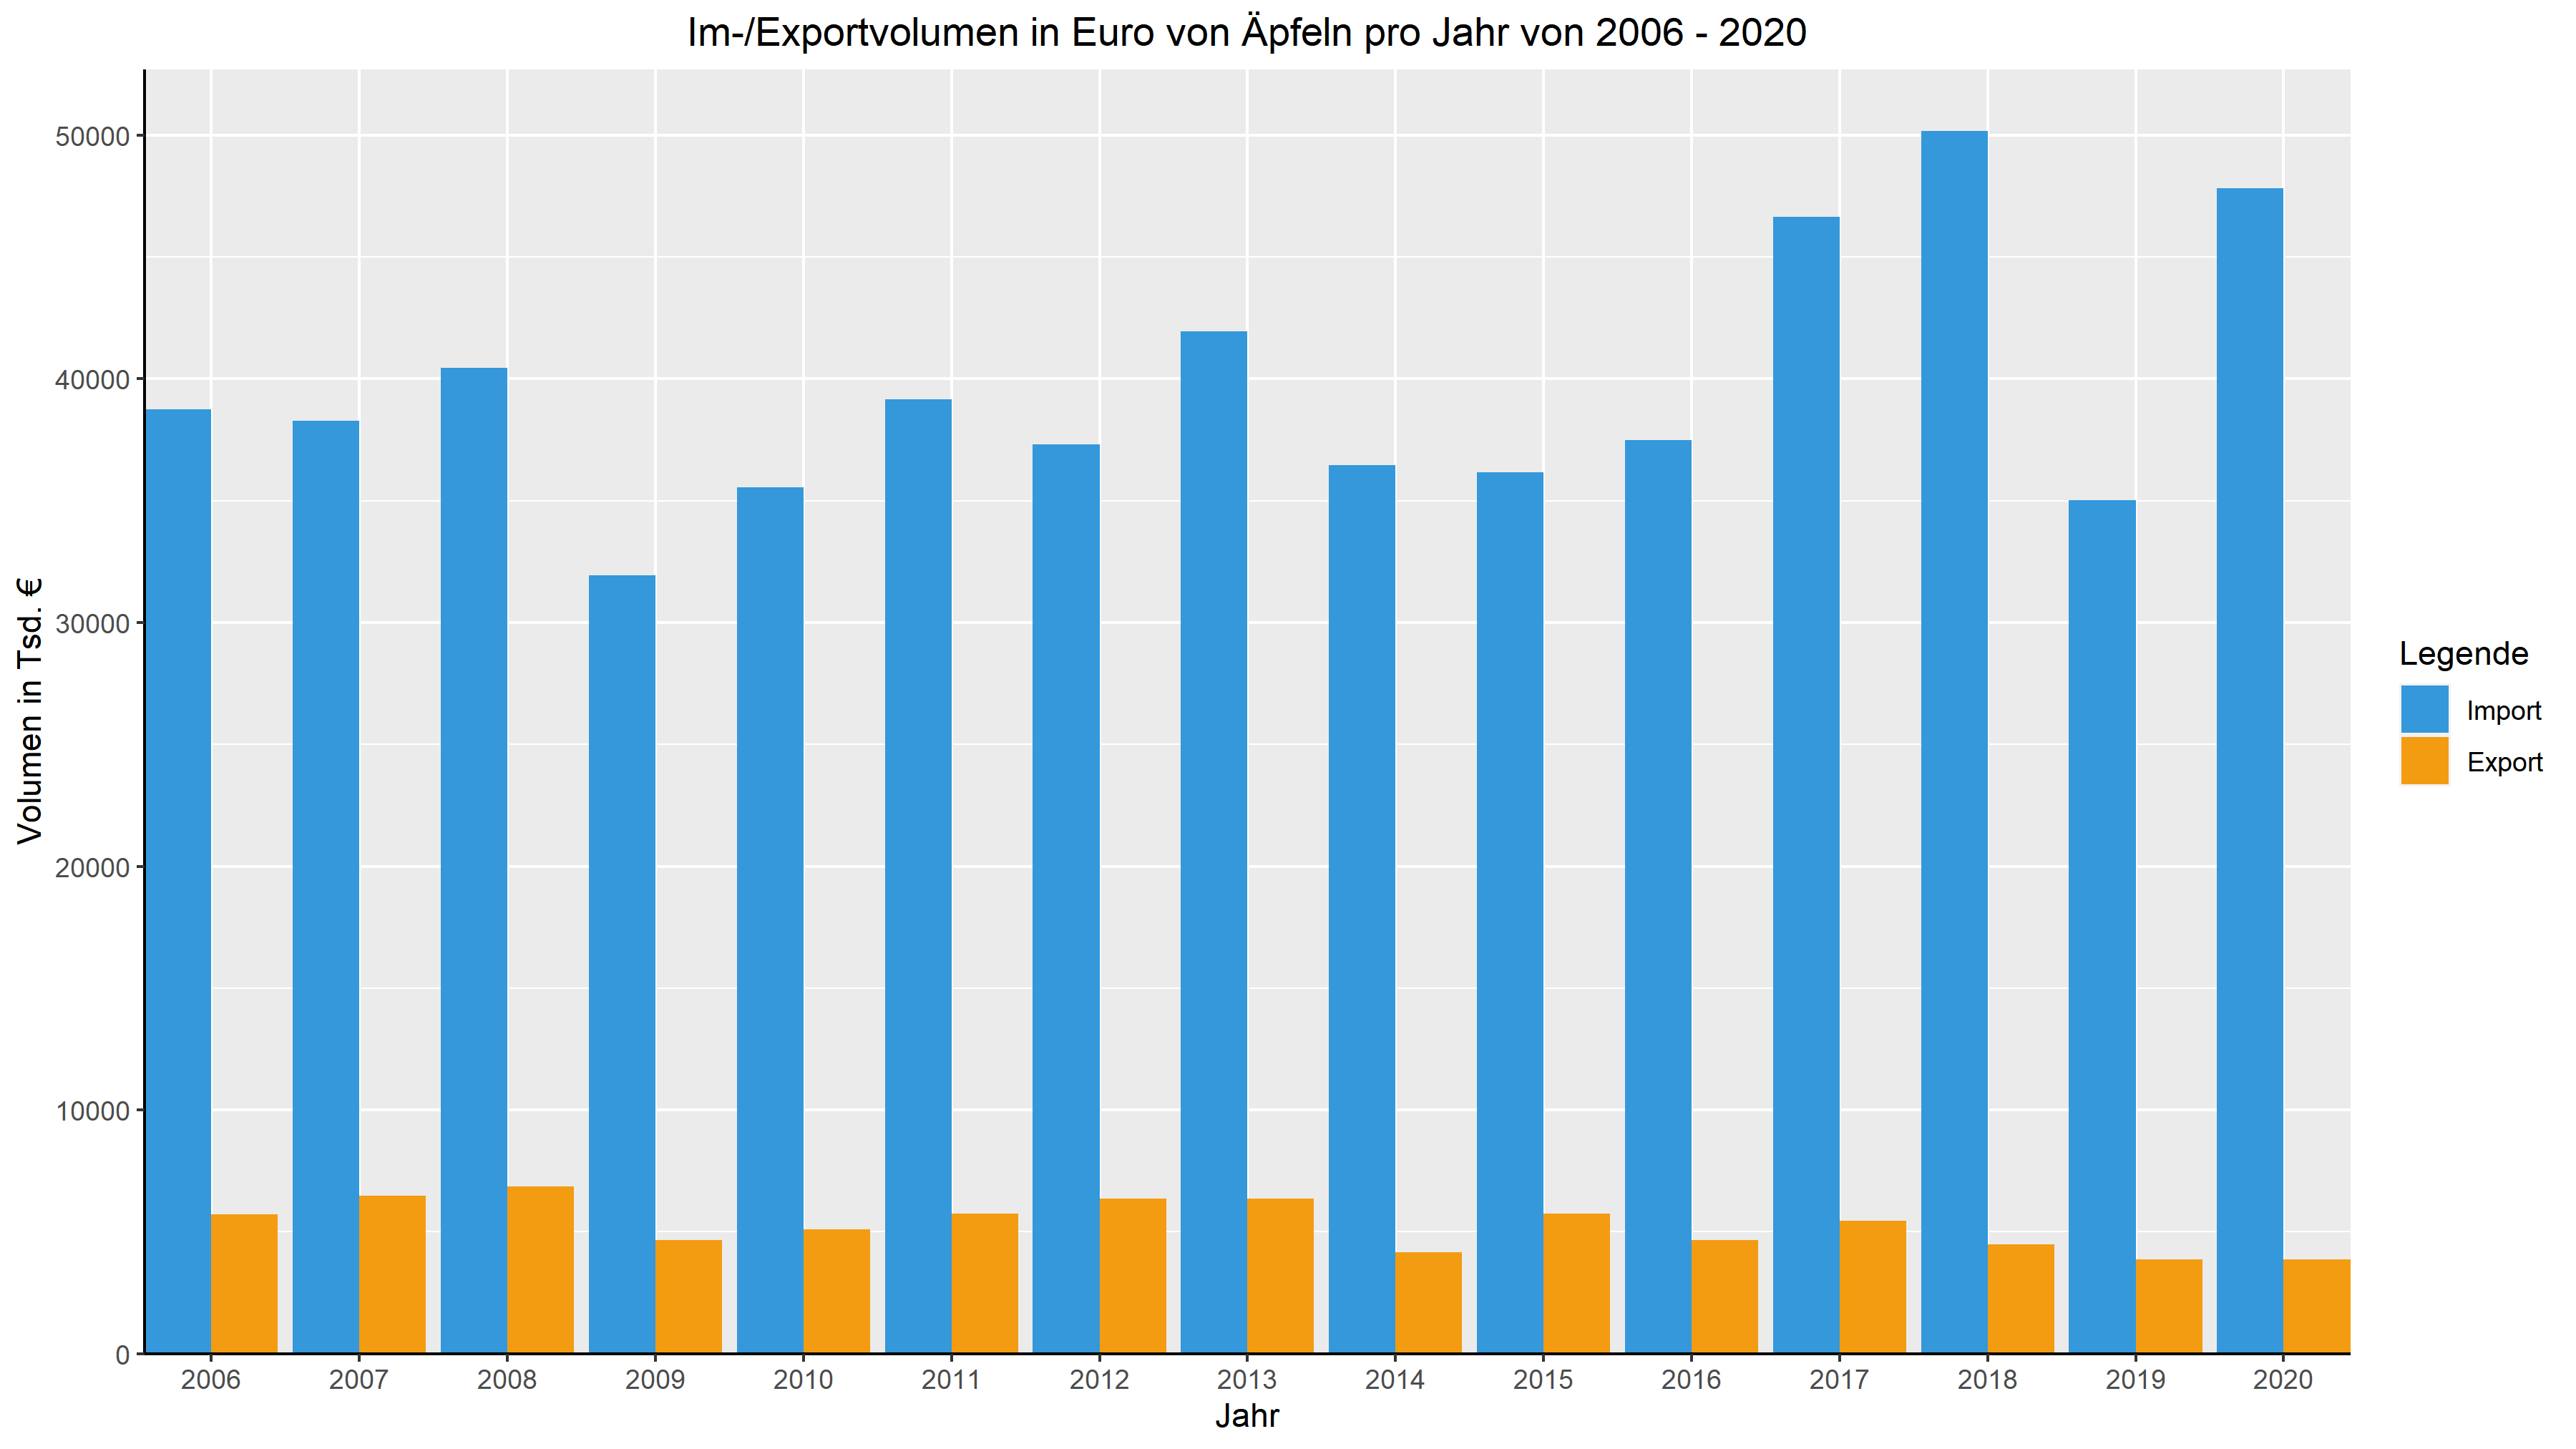 Im-/Exportvolumen in Euro von Äpfeln pro Jahr von 2006 - 2020
Volumen in Tsd. €
50000
40000
30000
20000
10000
0
2006 2007 2008 2009 2010 2011 2012 2013 2014 2015 2016 2017 2018 2019 2020
Jahr
Legende
Import
Export